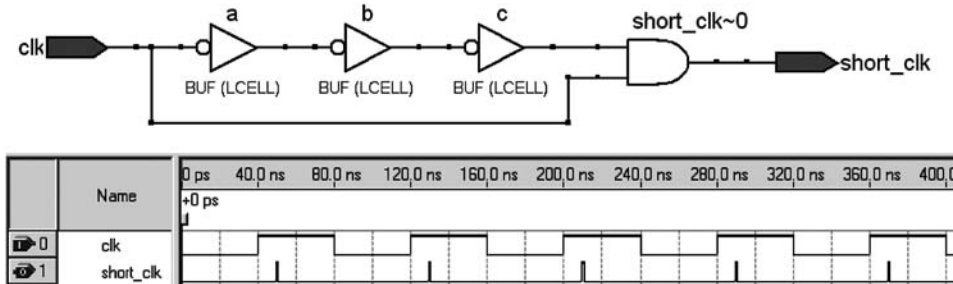 a b c
short_clk~0
clk
short_clk
BUF (LCELL) BUF (LCELL) BUF (LCELL)
Name
0 ps 40.0 ns 80.0 ns 120.0 ns 160.0 ns 200.0 ns 240.0 ns 280.0 ns 320.0 ns 360.0 ns 400.
+0 ps
0 clk
1 short_clk